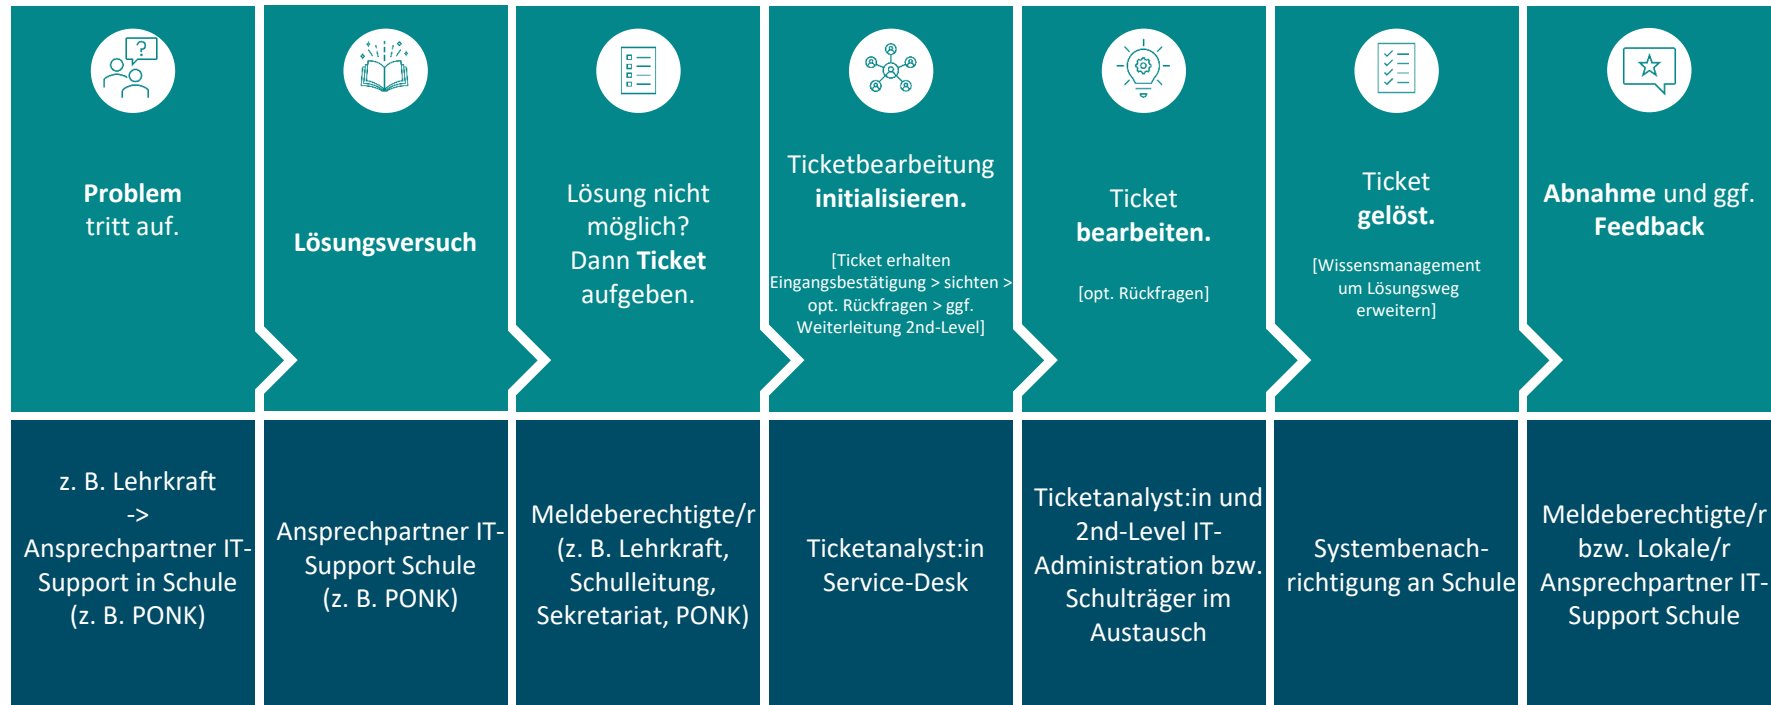 ?
Problem
tritt auf.
Lösungsversuch
Lösung nicht
möglich?
Dann Ticket
aufgeben.
Ticketbearbeitung
initialisieren.
[Ticket erhalten
Eingangsbestätigung > sichten >
opt. Rückfragen > ggf.
Weiterleitung 2nd-Level]
Ticket
bearbeiten.
[opt. Rückfragen]
Ticket
gelöst.
[Wissensmanagement
um Lösungsweg
erweitern]
Abnahme und ggf.
Feedback
z. B. Lehrkraft
->
Ansprechpartner IT-
Support in Schule
(z. B. PONK)
Ansprechpartner IT-
Support Schule
(z. B. PONK)
Meldeberechtigte/r
(z. B. Lehrkraft,
Schulleitung,
Sekretariat, PONK)
Ticketanalyst:in
Service-Desk
Ticketanalyst:in und
2nd-Level IT-
Administration bzw.
Schulträger im
Austausch
Systembenach-
richtigung an Schule
Meldeberechtigte/r
bzw. Lokale/r
Ansprechpartner IT-
Support Schule